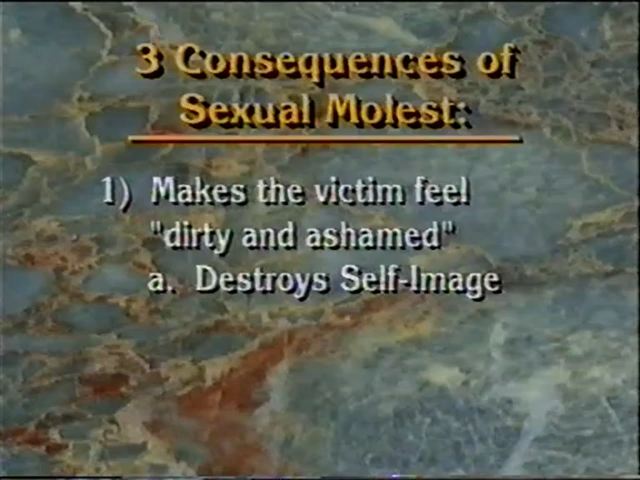 3 Consequences of
Sexual Molest:
1) Makes the victim feel
"dirty and ashamed"
a. Destroys Self-Image